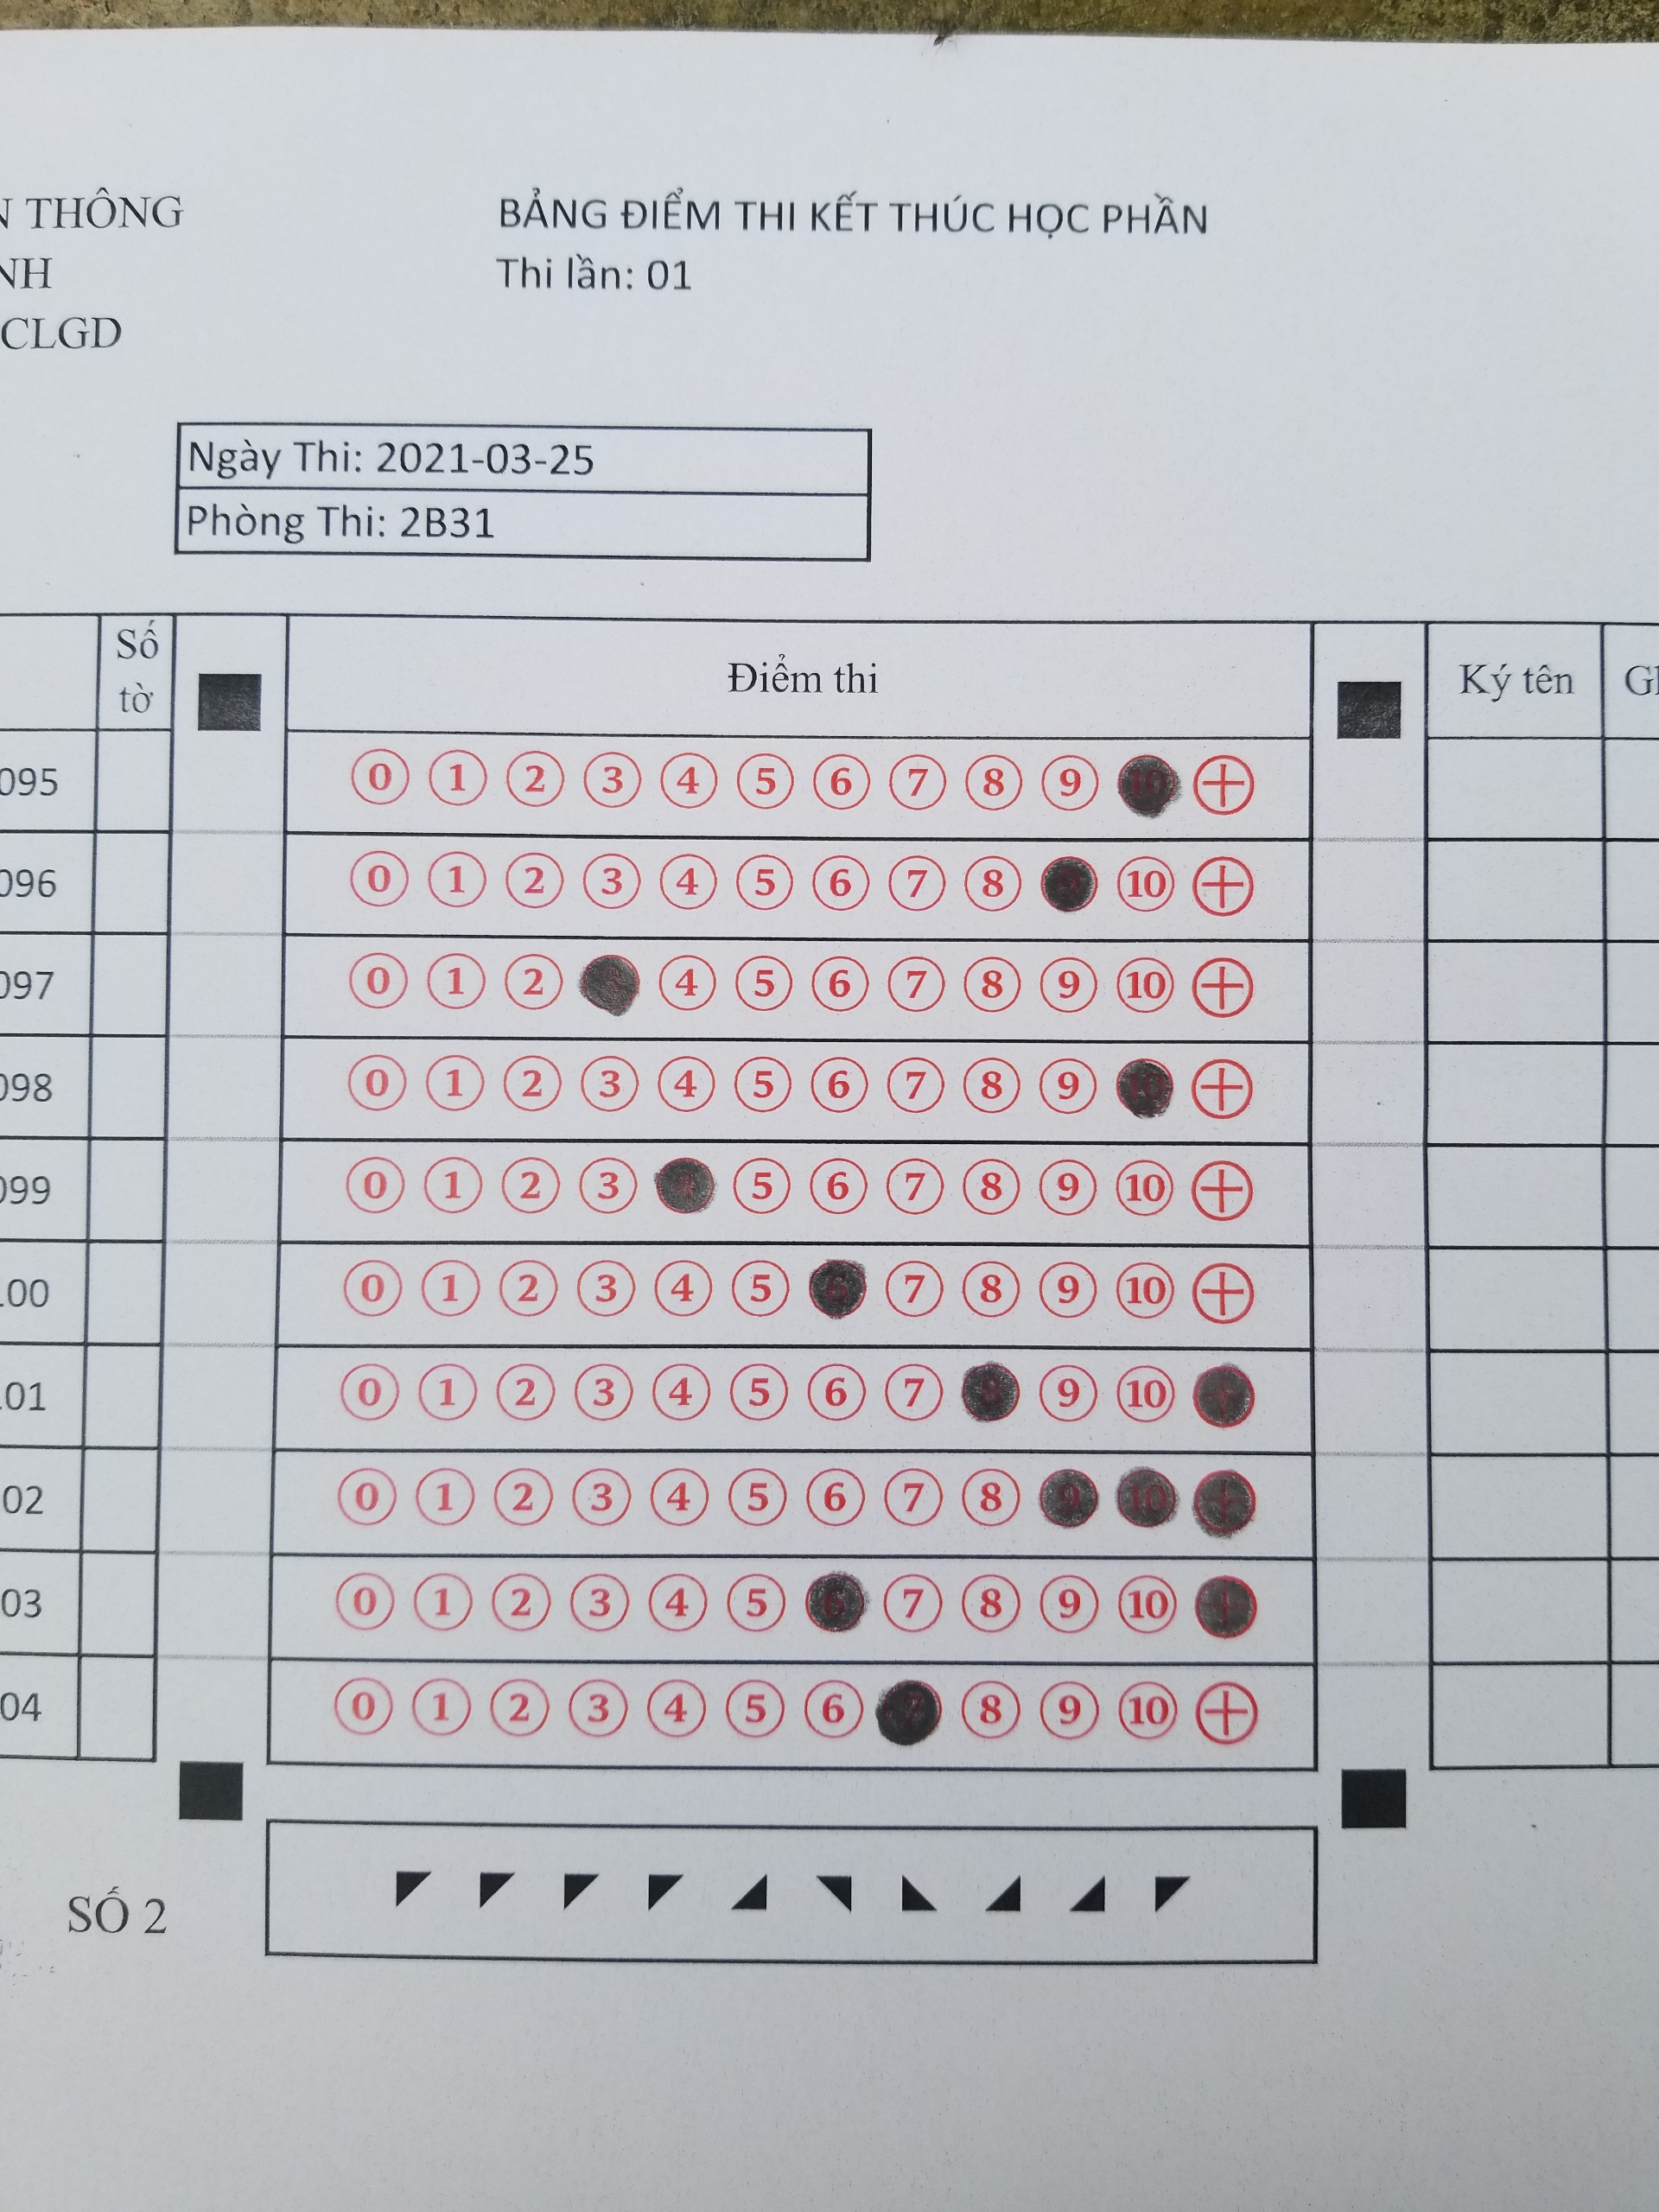 N THÔNG
NH
CLGD
BẢNG ĐIỂM THI KẾT THÚC HỌC PHẦN
Thi lần: 01
Ngày Thi: 2021-03-25
Phòng Thi: 2B31
Số tờ
Điểm thi
Ký tên
095 0 1 2 3 4 5 6 7 8 9 10 +
096 0 1 2 3 4 5 6 7 8 9 10 +
097 0 1 2 3 4 5 6 7 8 9 10 +
098 0 1 2 3 4 5 6 7 8 9 10 +
099 0 1 2 3 4 5 6 7 8 9 10 +
100 0 1 2 3 4 5 6 7 8 9 10 +
01 0 1 2 3 4 5 6 7 8 9 10 +
02 0 1 2 3 4 5 6 7 8 9 10 +
03 0 1 2 3 4 5 6 7 8 9 10 +
04 0 1 2 3 4 5 6 7 8 9 10 +
SỐ 2